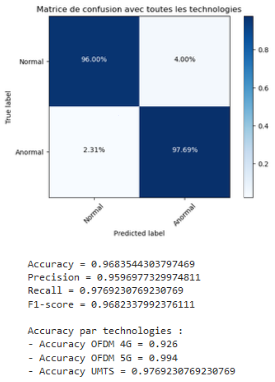 Matrice de confusion avec toutes les technologies
True label
Normal
96.00%
4.00%
Anormal
2.31%
97.69%
Normal
Anormal
Predicted label
0.8
0.6
0.4
0.2
Accuracy = 0.9683544303797469
Precision = 0.9596977329974811
Recall = 0.9769230769230769
F1-score = 0.9682337992376111
Accuracy par technologies :
- Accuracy OFDM 4G = 0.926
- Accuracy OFDM 5G = 0.994
- Accuracy UMTS = 0.9769230769230769